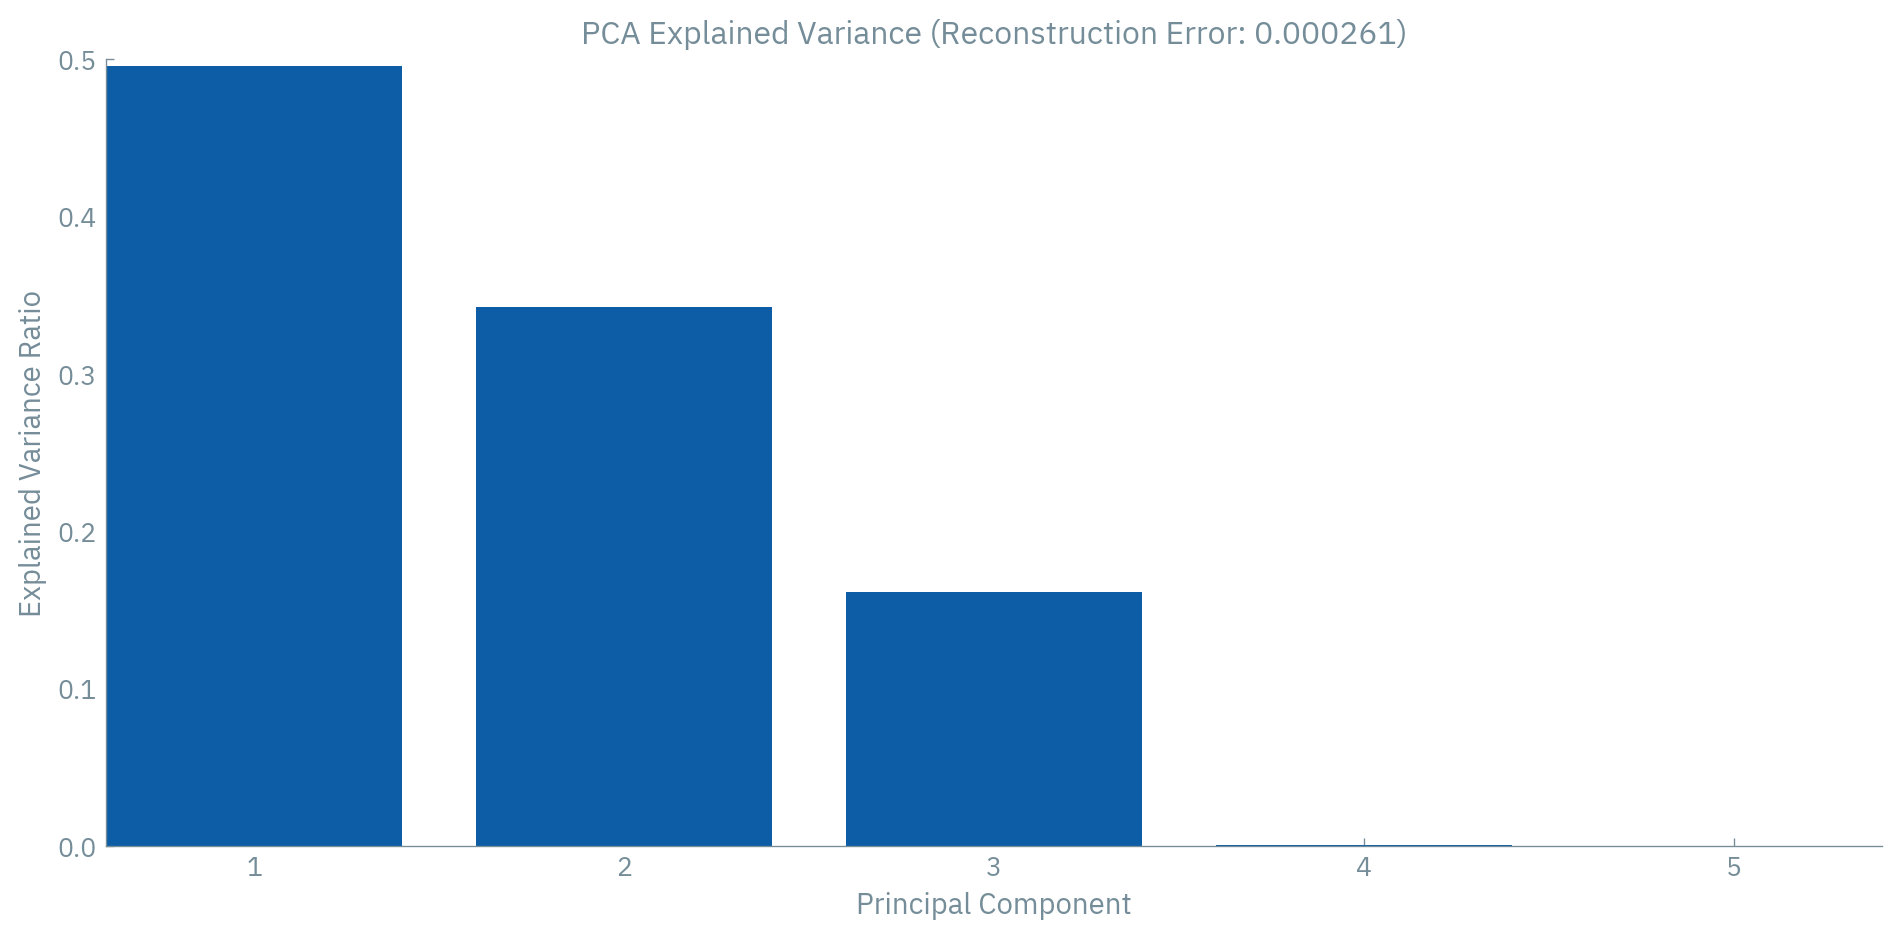 PCA Explained Variance (Reconstruction Error: 0.000261)
Explained Variance Ratio
0.5
0.4
0.3
0.2
0.1
0.0
1 2 3 4 5
Principal Component